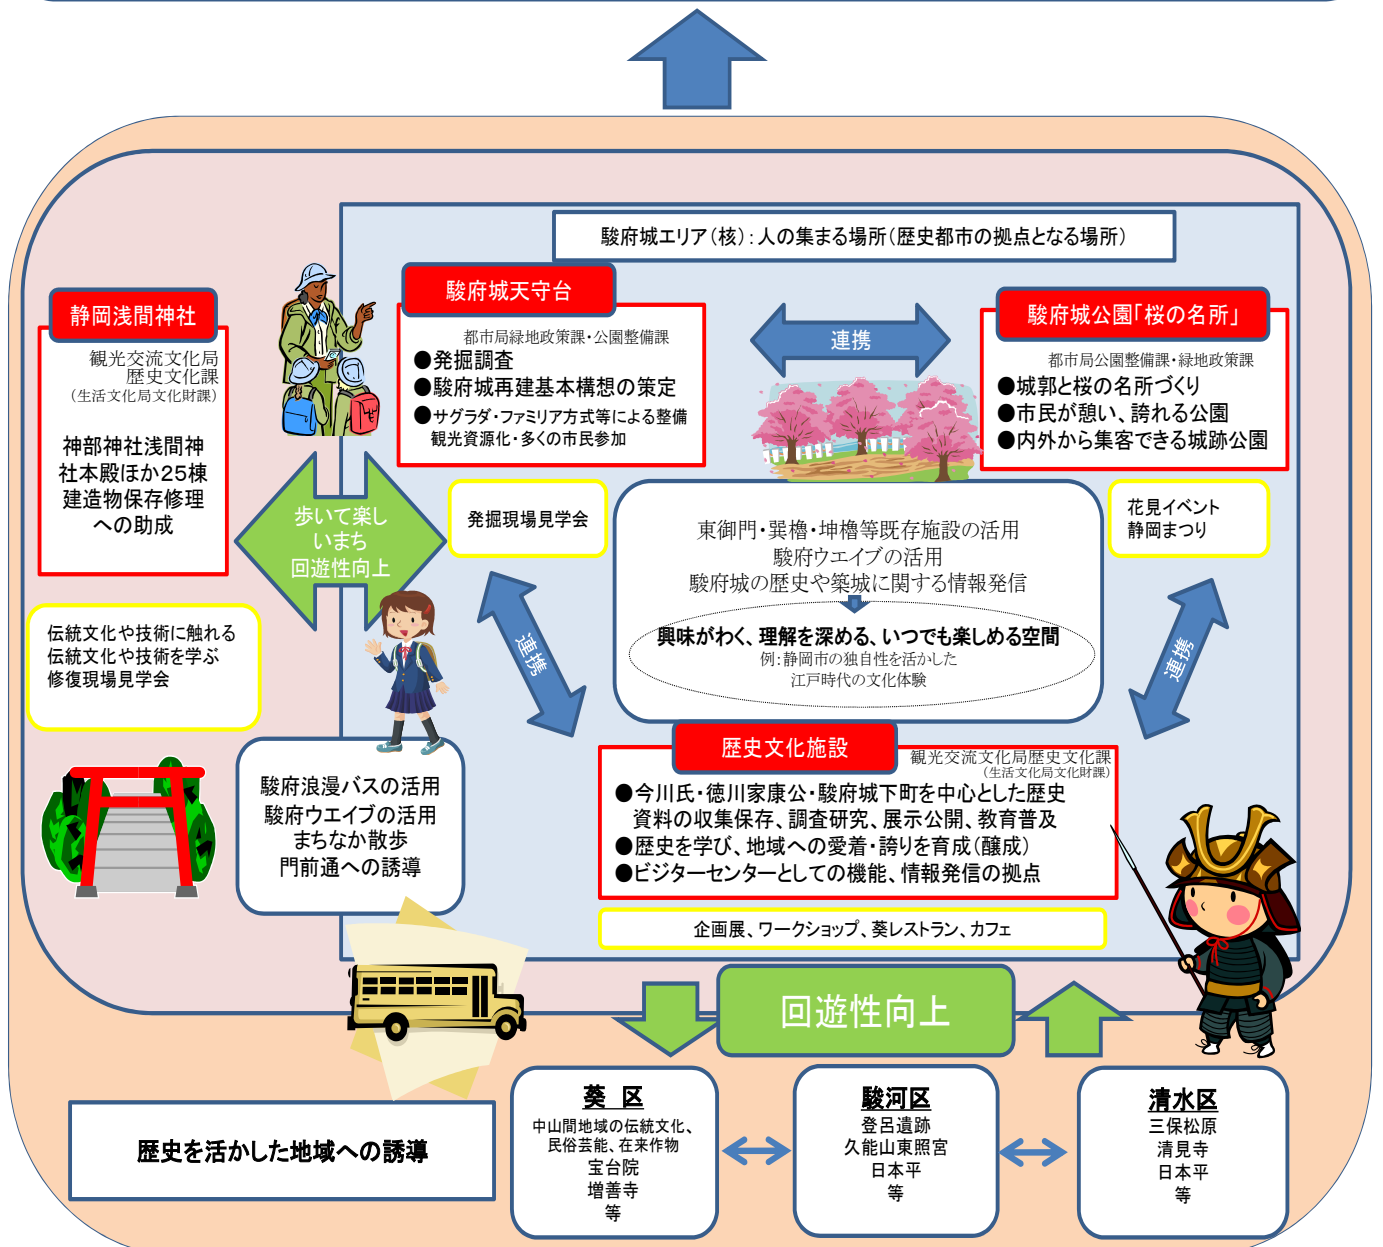 駿府城エリア（核）：人の集まる場所（歴史都市の拠点となる場所）
静岡浅間神社
観光交流文化局
歴史文化課
（生活文化局文化財課）
神部神社浅間神
社本殿ほか25棟
建造物保存修理
への助成
駿府城天守台
都市局緑地政策課・公園整備課
●発掘調査
●駿府城再建基本構想の策定
●サグラダ・ファミリア方式等による整備
観光資源化・多くの市民参加
連携
駿府城公園「桜の名所」
都市局公園整備課・緑地政策課
●城郭と桜の名所づくり
●市民が憩い、誇れる公園
●内外から集客できる城跡公園
歩いて楽し
いまち
回遊性向上
発掘現場見学会
花見イベント
静岡まつり
東御門・巽櫓・坤櫓等既存施設の活用
駿府ウエイブの活用
駿府城の歴史や築城に関する情報発信
興味がわく、理解を深める、いつでも楽しめる空間
例：静岡市の独自性を活かした
江戸時代の文化体験
連携
連携
伝統文化や技術に触れる
伝統文化や技術を学ぶ
修復現場見学会
駿府浪漫バスの活用
駿府ウエイブの活用
まちなか散歩
門前通への誘導
歴史文化施設
観光交流文化局歴史文化課
（生活文化局文化財課）
●今川氏・徳川家康公・駿府城下町を中心とした歴史
資料の収集保存、調査研究、展示公開、教育普及
●歴史を学び、地域への愛着・誇りを育成（醸成）
●ビジターセンターとしての機能、情報発信の拠点
企画展、ワークショップ、葵レストラン、カフェ
回遊性向上
歴史を活かした地域への誘導
葵 区
中山間地域の伝統文化、
民俗芸能、在来作物
宝台院
増善寺
等
駿河区
登呂遺跡
久能山東照宮
日本平
等
清水区
三保松原
清見寺
日本平
等